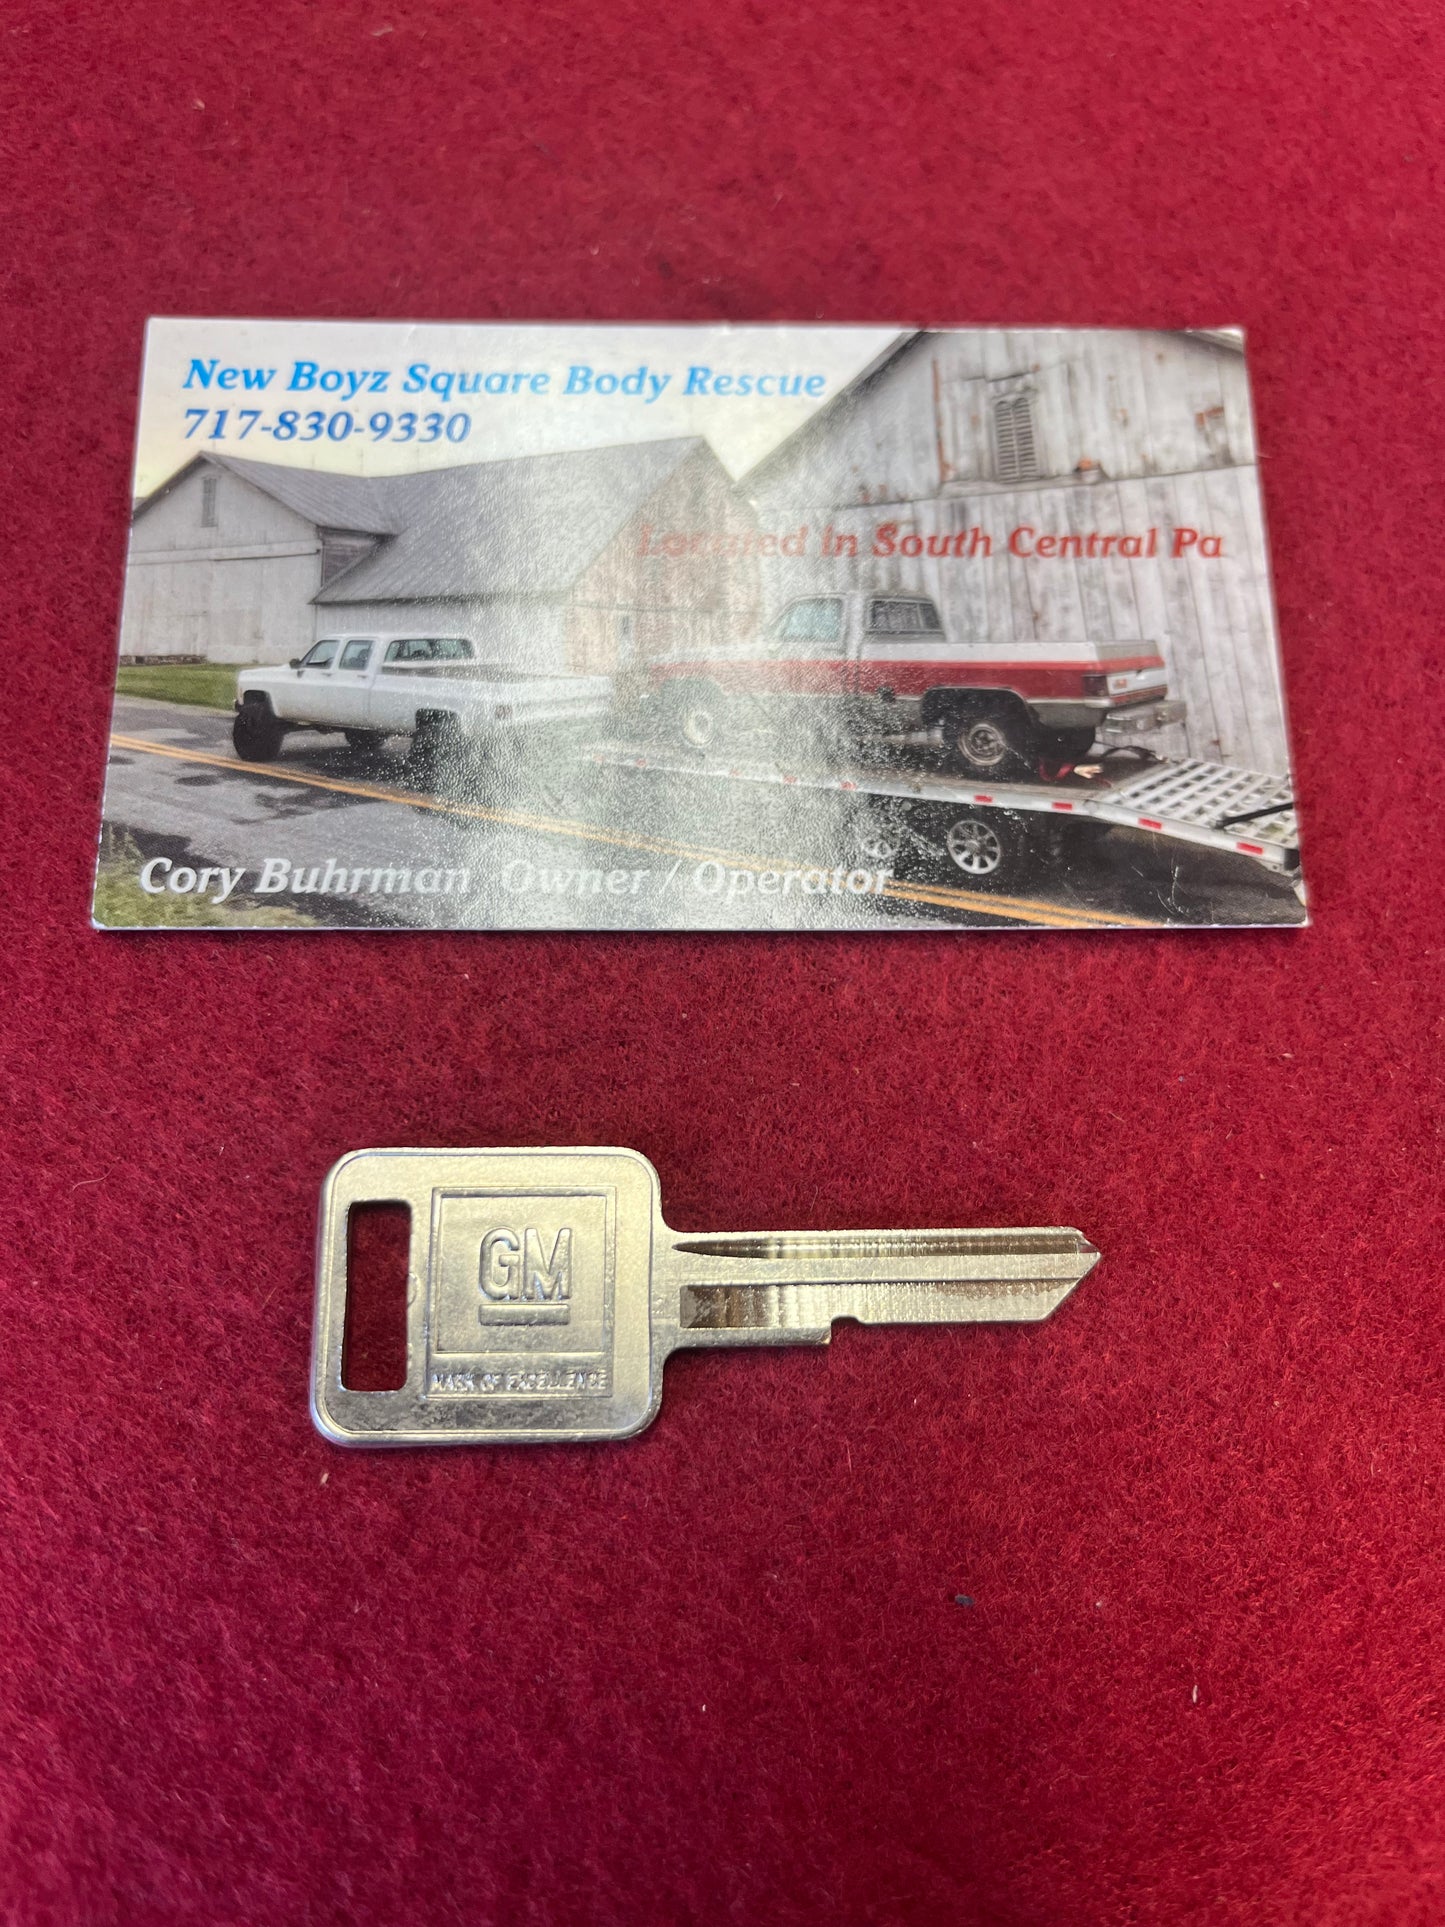 New Boyz Square Body Rescue
717-830-9330
Located in South Central Pa
Cory Buhrman Owner / Operator
GM
MARK OF EXCELLENCE